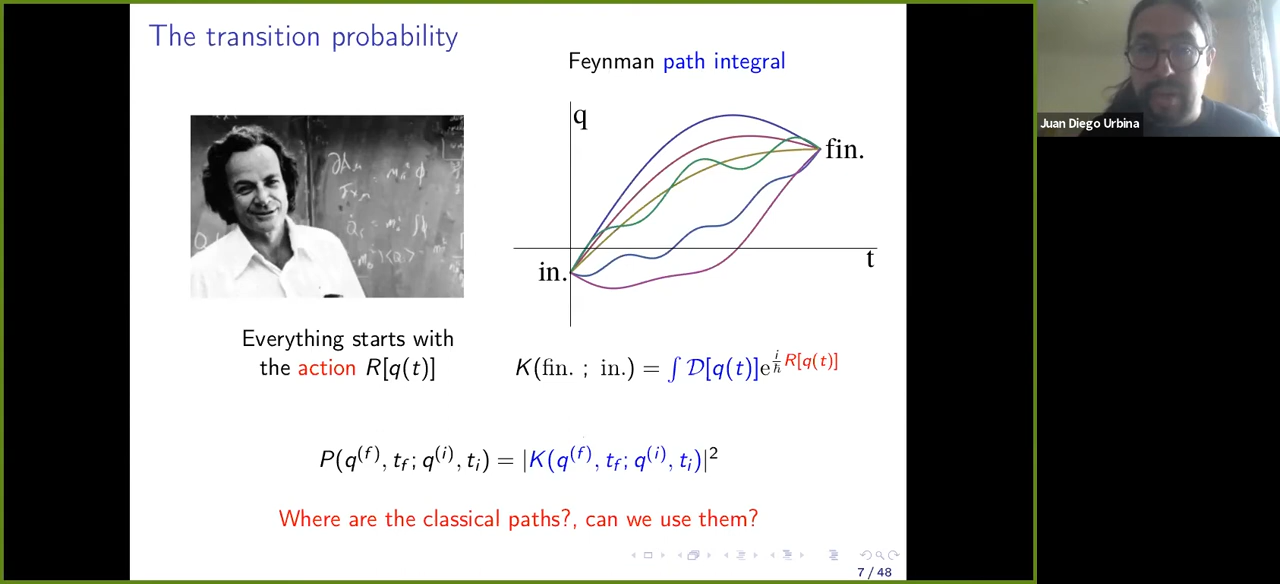 The transition probability
Feynman path integral
q
fin.
in.
t
Everything starts with
the action R[q(t)]
K(fin. ; in.) = ∫ 𝒟[q(t)]e^{i/ħ R[q(t)]}
P(q^{(f)}, t_f; q^{(i)}, t_i) = |K(q^{(f)}, t_f; q^{(i)}, t_i)|^2
Where are the classical paths?, can we use them?
7 / 48
Juan Diego Urbina